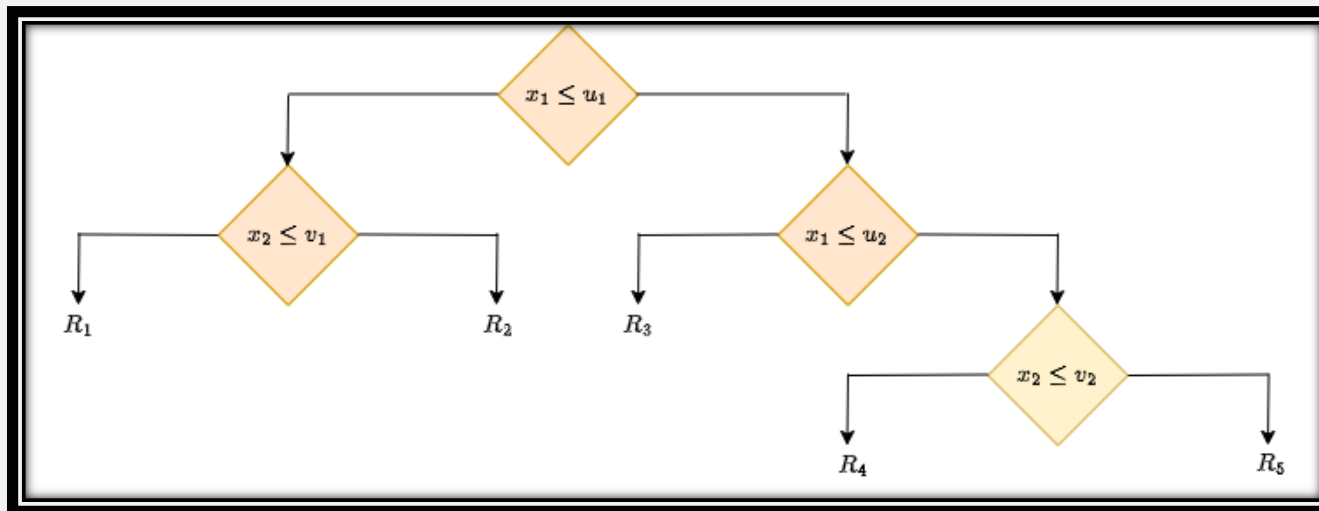 x₁ ≤ u₁
x₂ ≤ v₁
x₁ ≤ u₂
R₁
R₂
R₃
x₂ ≤ v₂
R₄
R₅